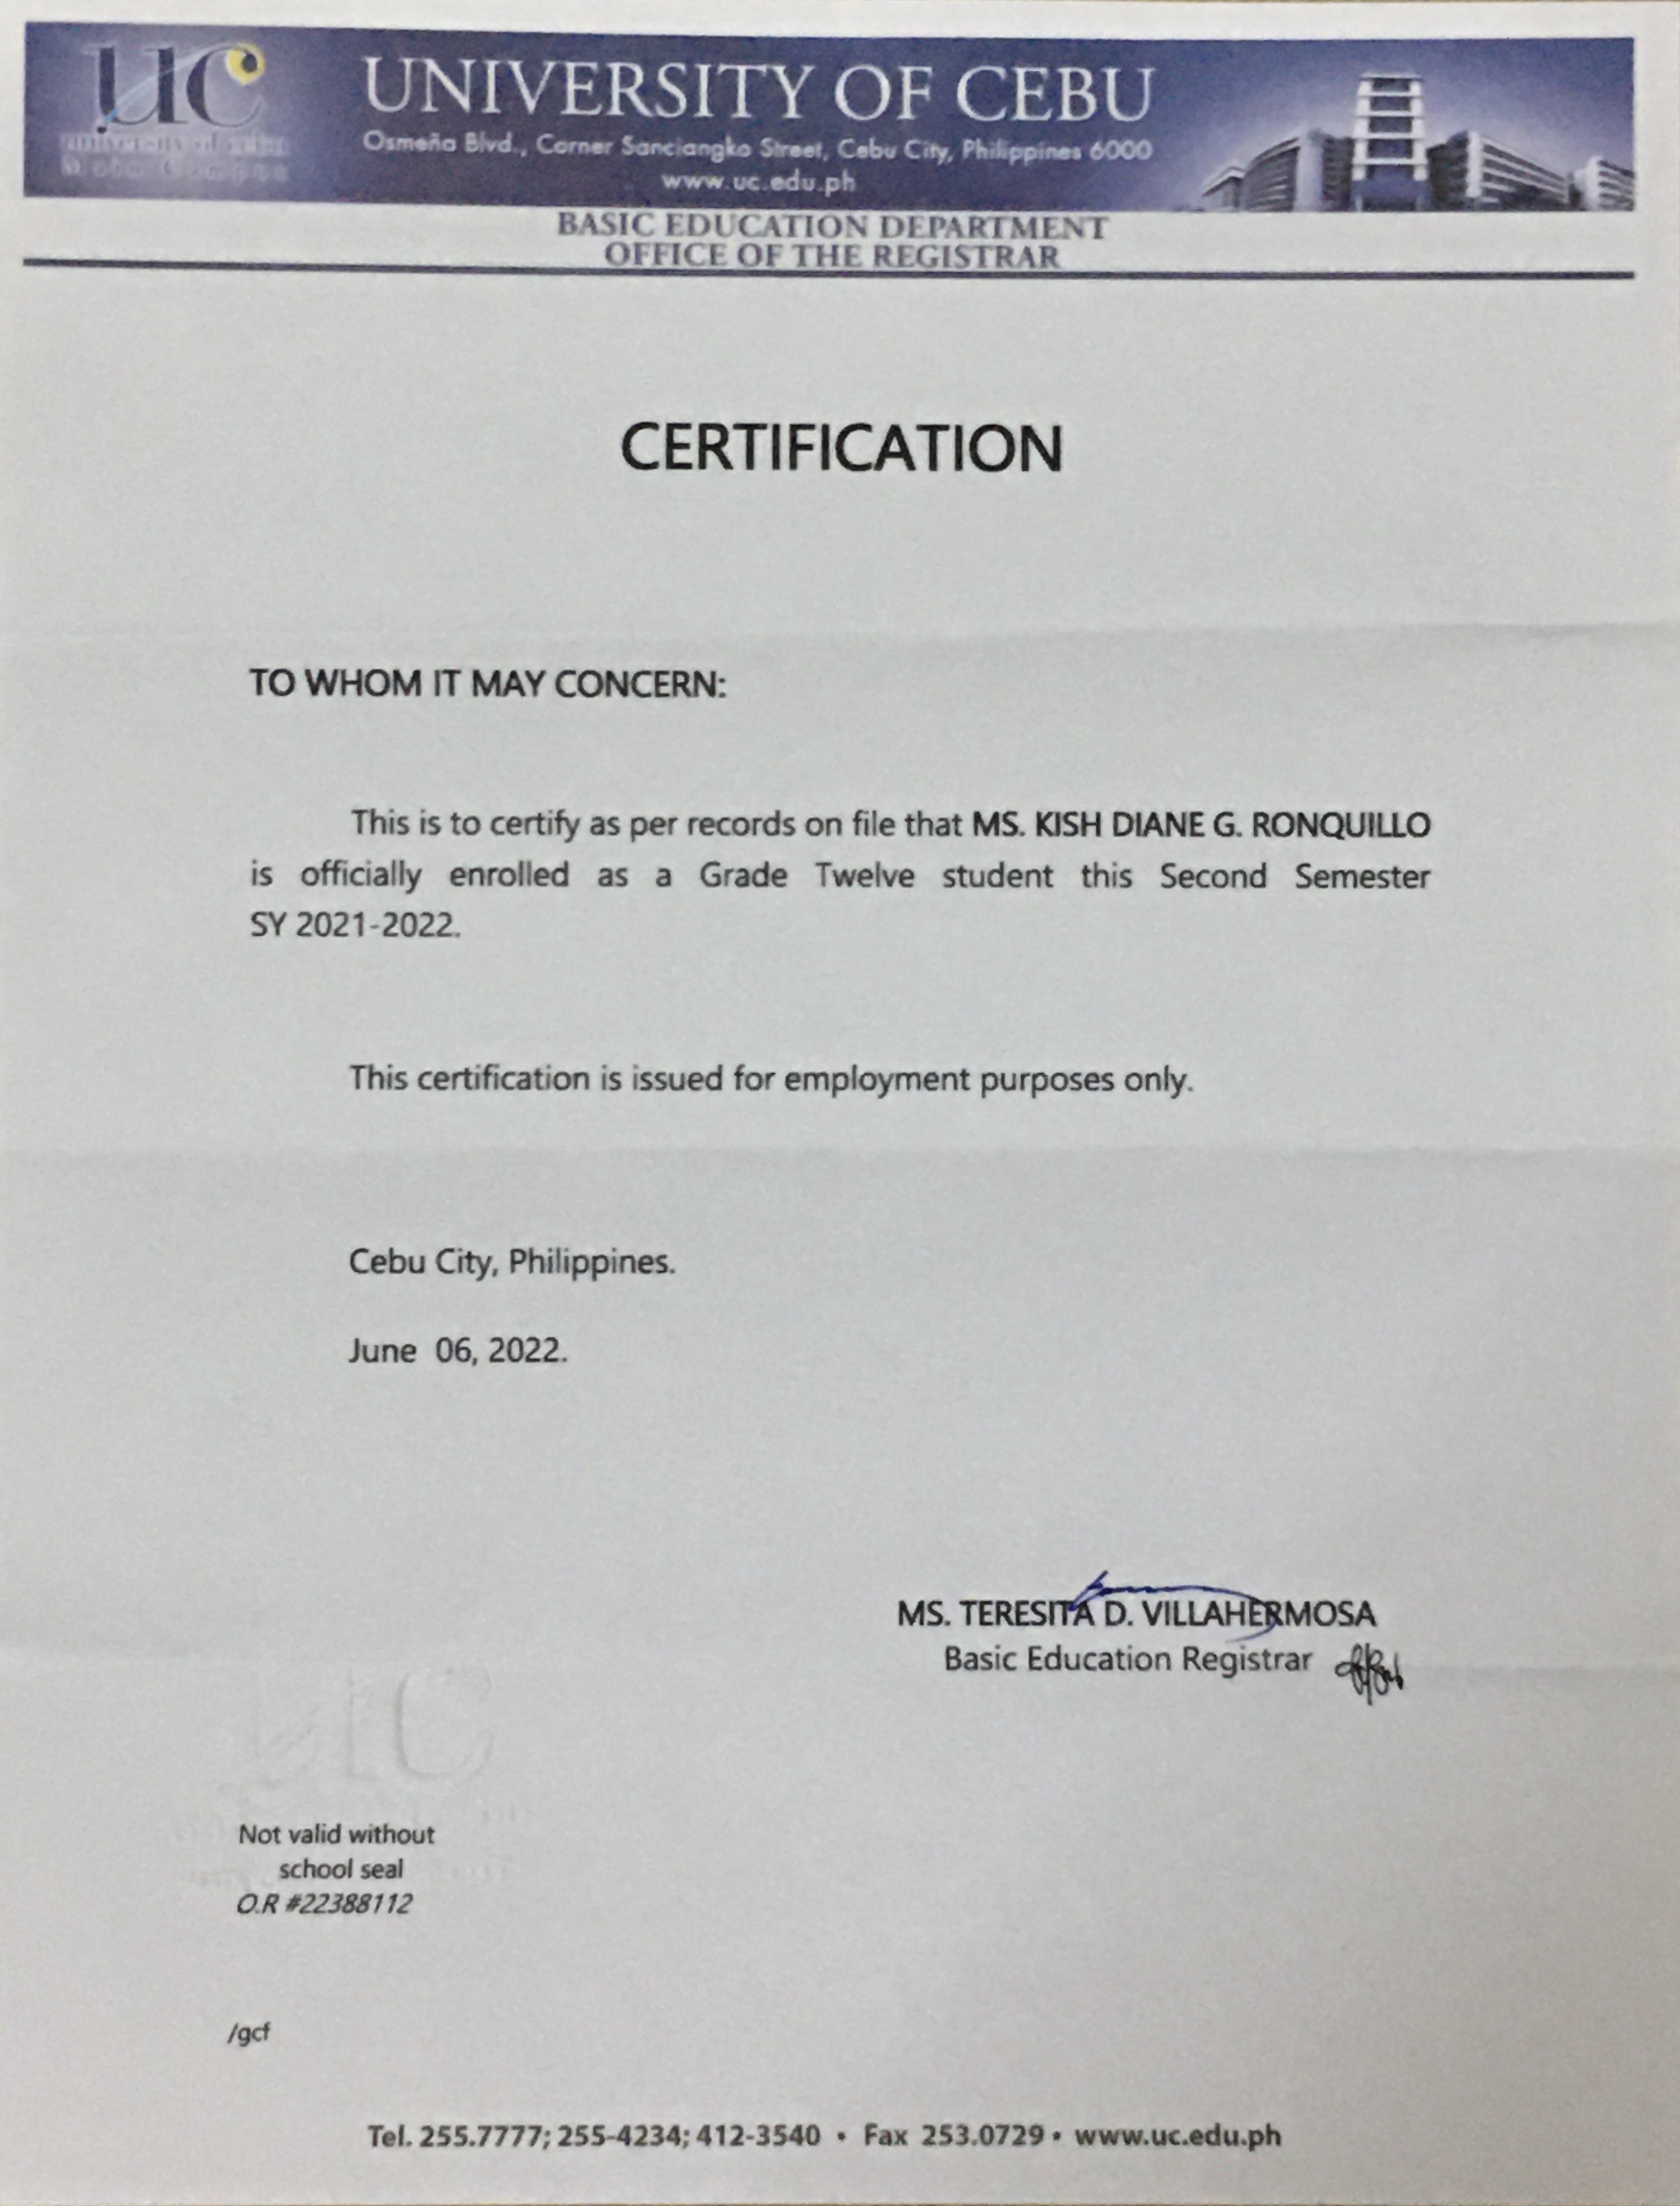 UC
UNIVERSITY OF CEBU
Osmeña Blvd., Corner Sanciangko Street, Cebu City, Philippines 6000
www.uc.edu.ph
BASIC EDUCATION DEPARTMENT
OFFICE OF THE REGISTRAR
CERTIFICATION
TO WHOM IT MAY CONCERN:
This is to certify as per records on file that MS. KISH DIANE G. RONQUILLO
is officially enrolled as a Grade Twelve student this Second Semester
SY 2021-2022.
This certification is issued for employment purposes only.
Cebu City, Philippines.
June 06, 2022.
MS. TERESITA D. VILLAHERMOSA
Basic Education Registrar
UC
Not valid without
school seal
O.R #22388112
/gcf
Tel. 255.7777; 255-4234; 412-3540 • Fax 253.0729 • www.uc.edu.ph